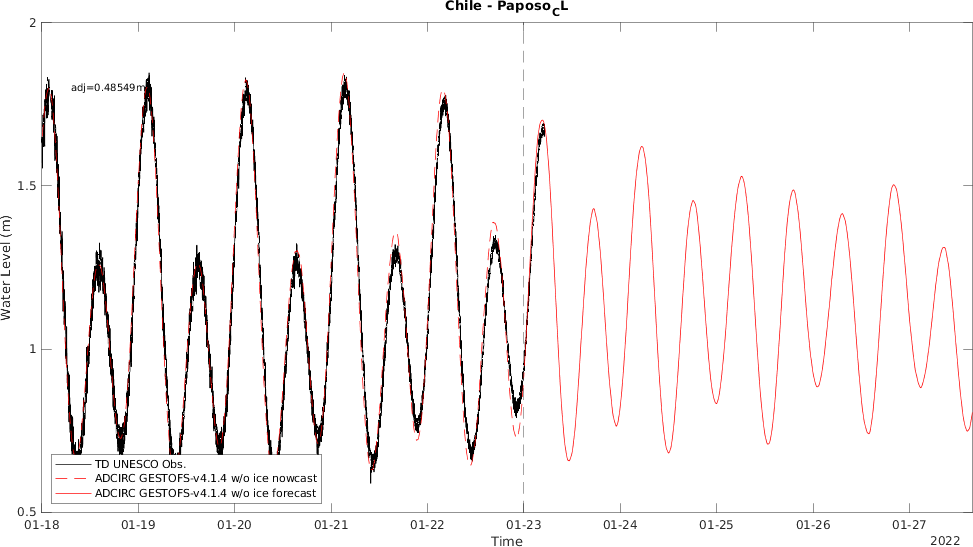 Chile - Paposo_CL
2
adj=0.48549m
1.5
Water Level (m)
1
TD UNESCO Obs.
ADCIRC GESTOFS-v4.1.4 w/o ice nowcast
ADCIRC GESTOFS-v4.1.4 w/o ice forecast
0.5
01-18 01-19 01-20 01-21 01-22 01-23 01-24 01-25 01-26 01-27
Time
2022